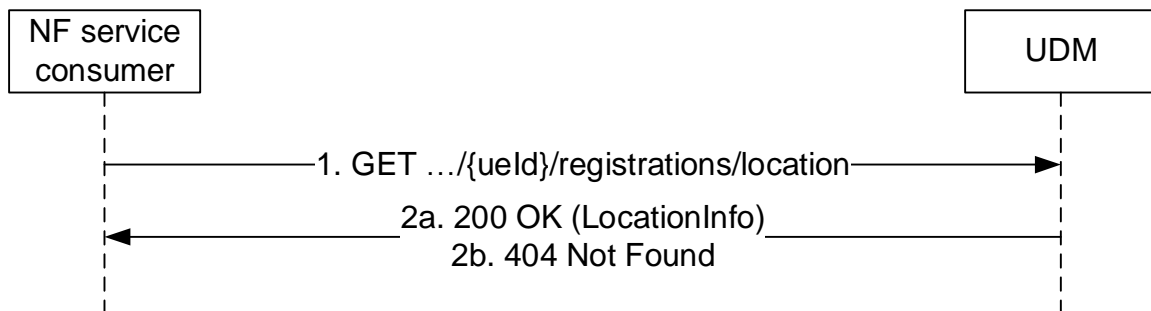 NF service
consumer
UDM
1. GET …/{ueId}/registrations/location
2a. 200 OK (LocationInfo)
2b. 404 Not Found